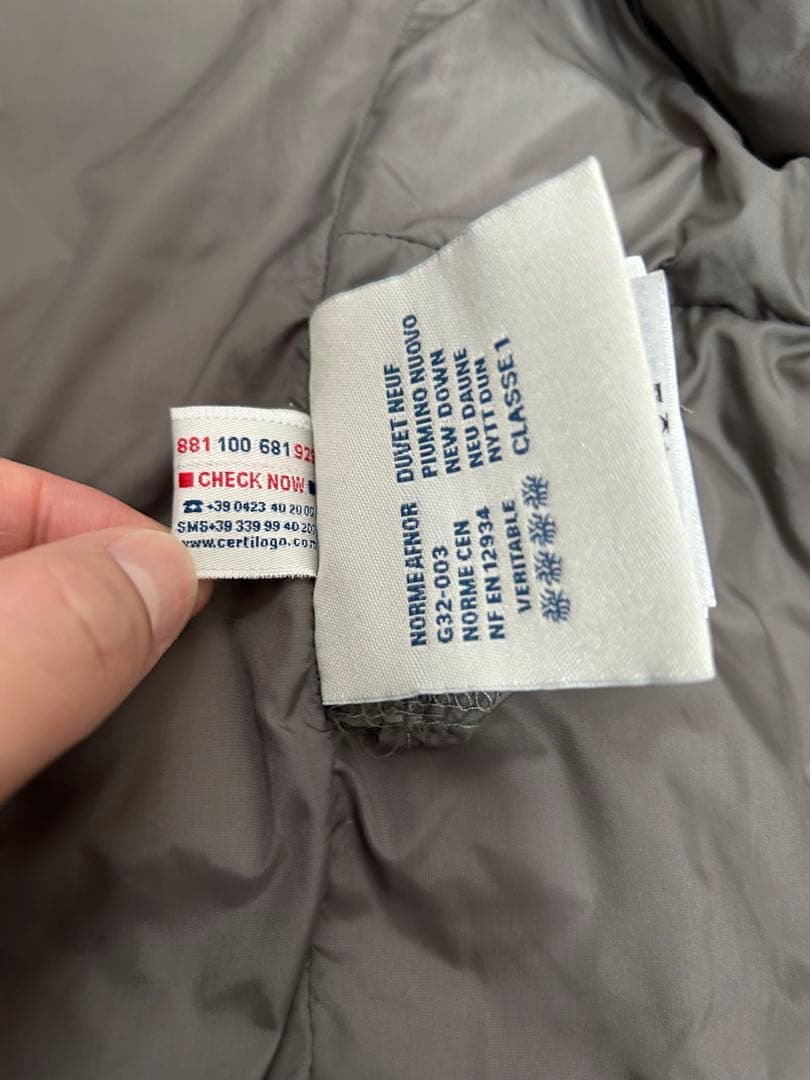 881 100 681 92
CHECK NOW
☎+39 0423 40 20 0
SMS+39 339 99 40 20
www.certilogo.com
DUVET NEUF
PIUMINO NUOVO
NEW DOWN
NEU DAUNE
NYTT DUN
CLASSE 1
NORME AFNOR
G32-003
NORME CEN
NF EN 12934
VERITABLE